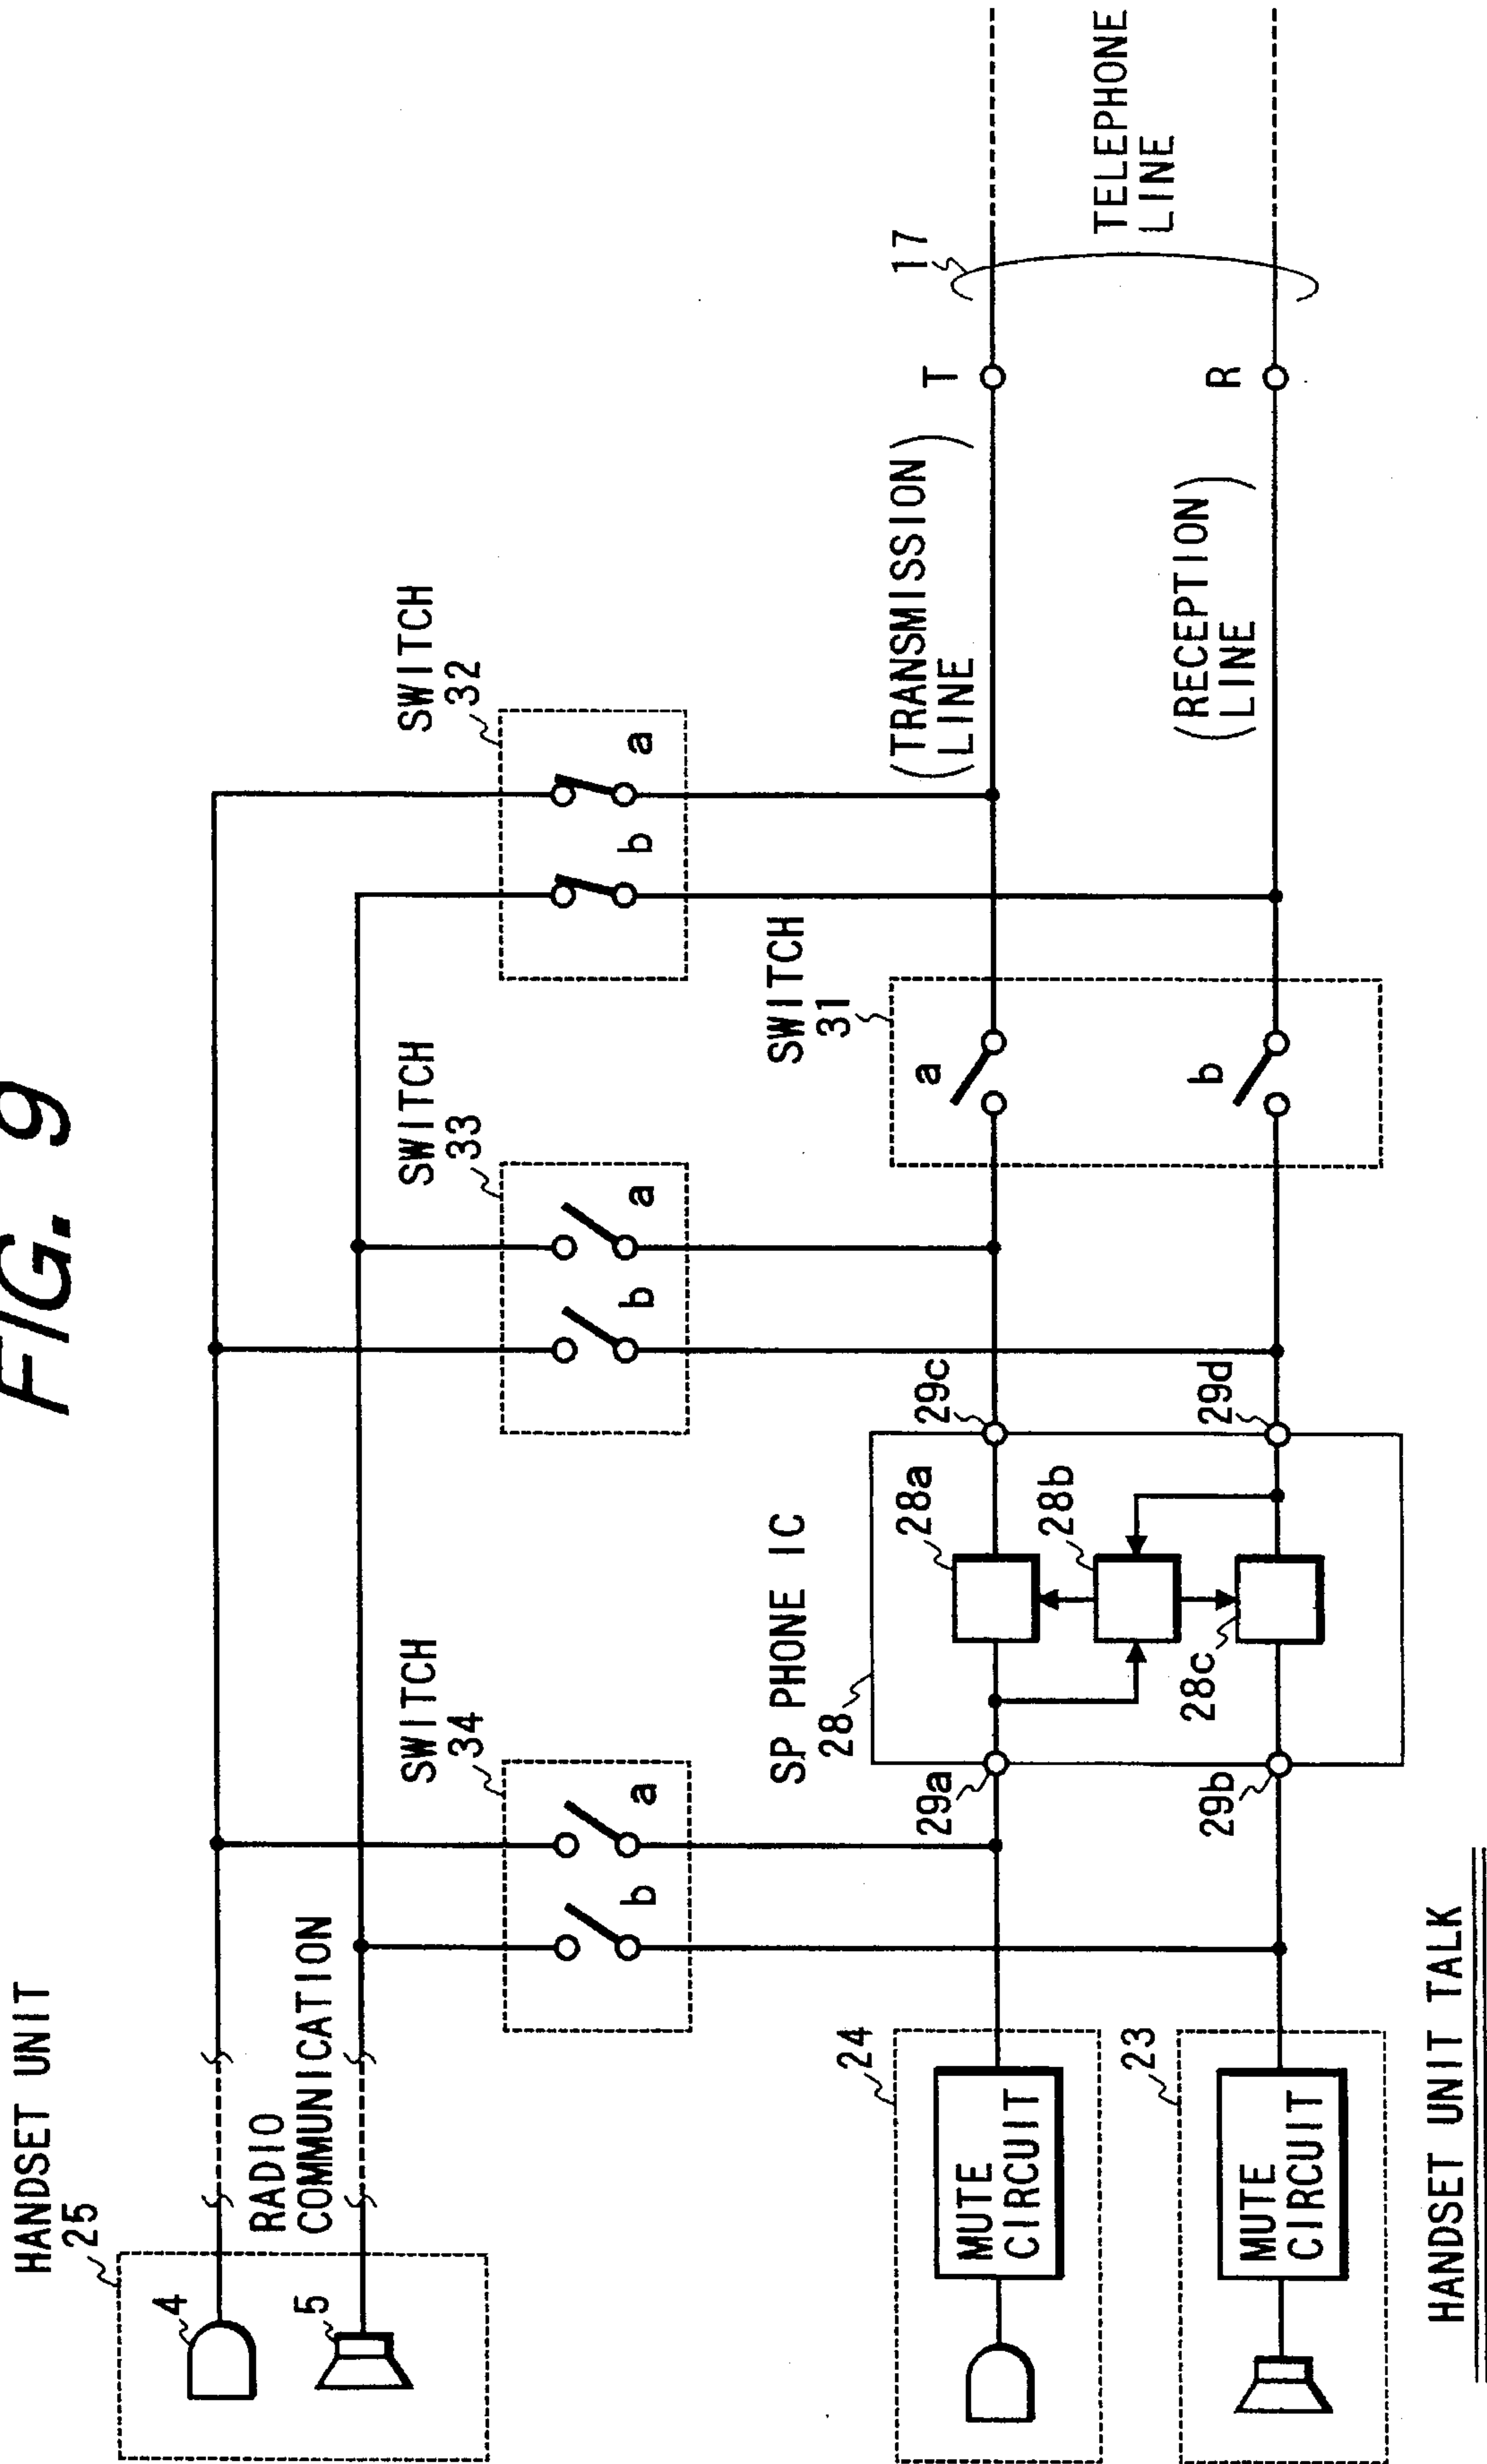 FIG. 9
HANDSET UNIT
25
4
5
RADIO
COMMUNICATION
SWITCH
34
a
b
SWITCH
33
a
b
SWITCH
32
a
b
SWITCH
31
a
b
SP PHONE IC
28
28a
28b
28c
29a
29b
29c
29d
24
MUTE
CIRCUIT
23
MUTE
CIRCUIT
(TRANSMISSION
LINE)
T
(RECEPTION
LINE)
R
17
TELEPHONE
LINE
HANDSET UNIT TALK